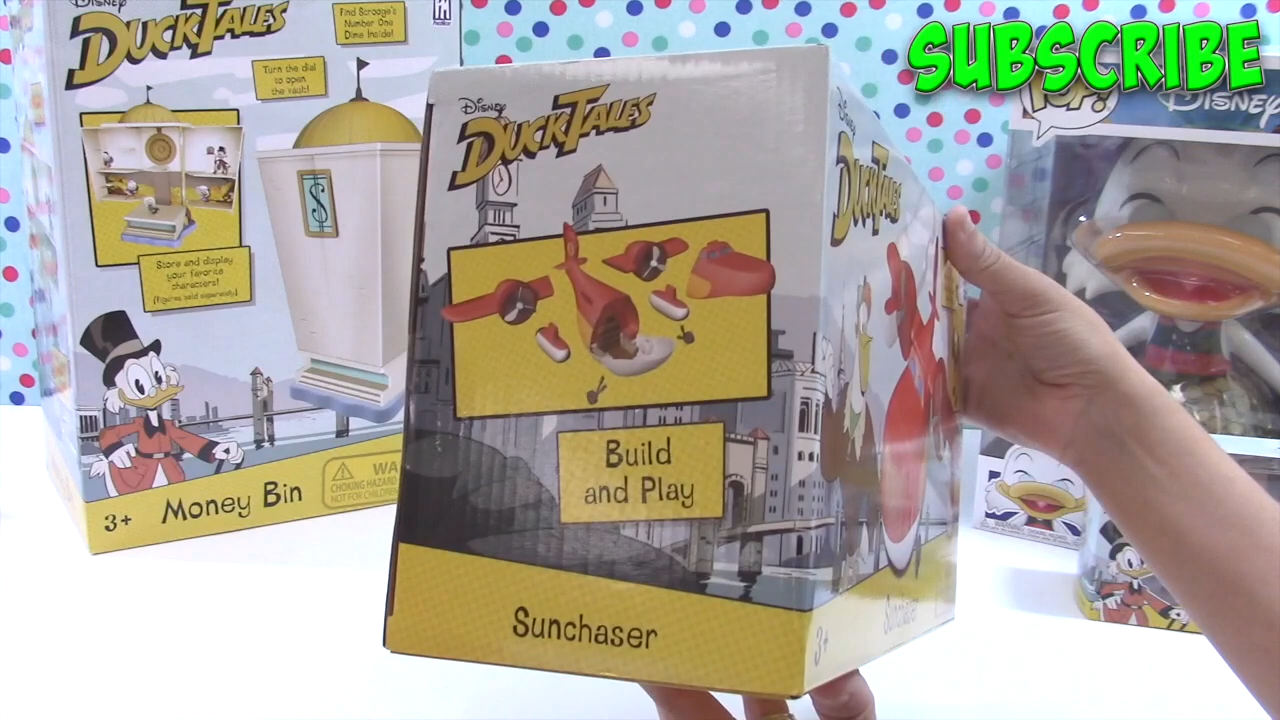 Disney
DUCKTALES
Find Scrooge's
Number One
Dime Inside!
Turn the dial
to open
the vault!
$
Store and display
your favorite
characters!
(figures sold separately)
3+ Money Bin
WA
CHOKING HAZARD
NOT FOR CHILDREN
Disney
DUCKTALES
Build
and Play
Sunchaser
Disney
DUCKTALES
3+ Sunchaser
SUBSCRIBE
POP!
Disney